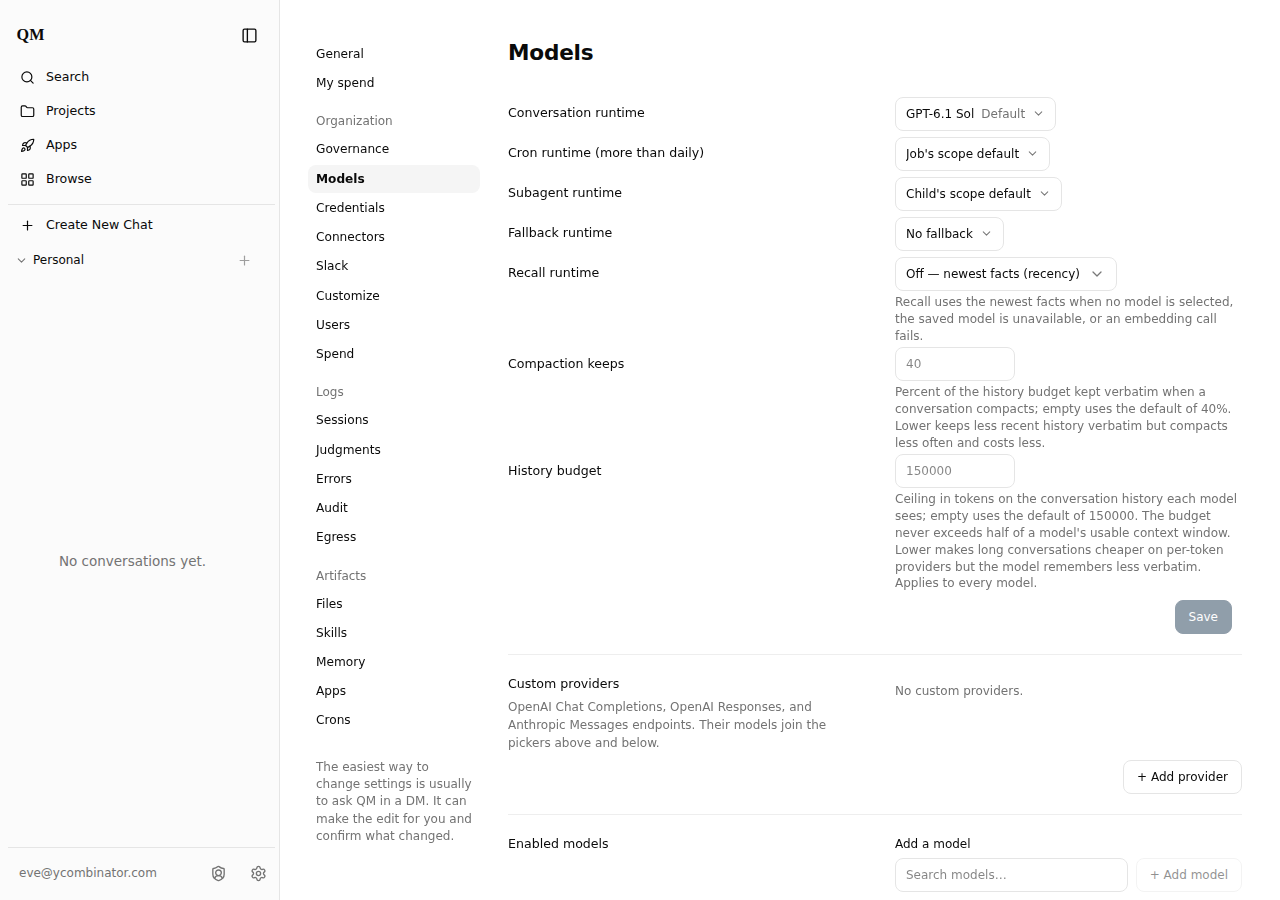 QM
Search
Projects
Apps
Browse
Create New Chat
Personal
No conversations yet.
eve@ycombinator.com
General
My spend
Organization
Governance
Models
Credentials
Connectors
Slack
Customize
Users
Spend
Logs
Sessions
Judgments
Errors
Audit
Egress
Artifacts
Files
Skills
Memory
Apps
Crons
The easiest way to
change settings is usually
to ask QM in a DM. It can
make the edit for you and
confirm what changed.
Models
Conversation runtime
GPT-6.1 Sol Default
Cron runtime (more than daily)
Job's scope default
Subagent runtime
Child's scope default
Fallback runtime
No fallback
Recall runtime
Off — newest facts (recency)
Recall uses the newest facts when no model is selected,
the saved model is unavailable, or an embedding call
fails.
Compaction keeps
40
Percent of the history budget kept verbatim when a
conversation compacts; empty uses the default of 40%.
Lower keeps less recent history verbatim but compacts
less often and costs less.
History budget
150000
Ceiling in tokens on the conversation history each model
sees; empty uses the default of 150000. The budget
never exceeds half of a model's usable context window.
Lower makes long conversations cheaper on per-token
providers but the model remembers less verbatim.
Applies to every model.
Save
Custom providers
OpenAI Chat Completions, OpenAI Responses, and
Anthropic Messages endpoints. Their models join the
pickers above and below.
No custom providers.
+ Add provider
Enabled models
Add a model
Search models...
+ Add model